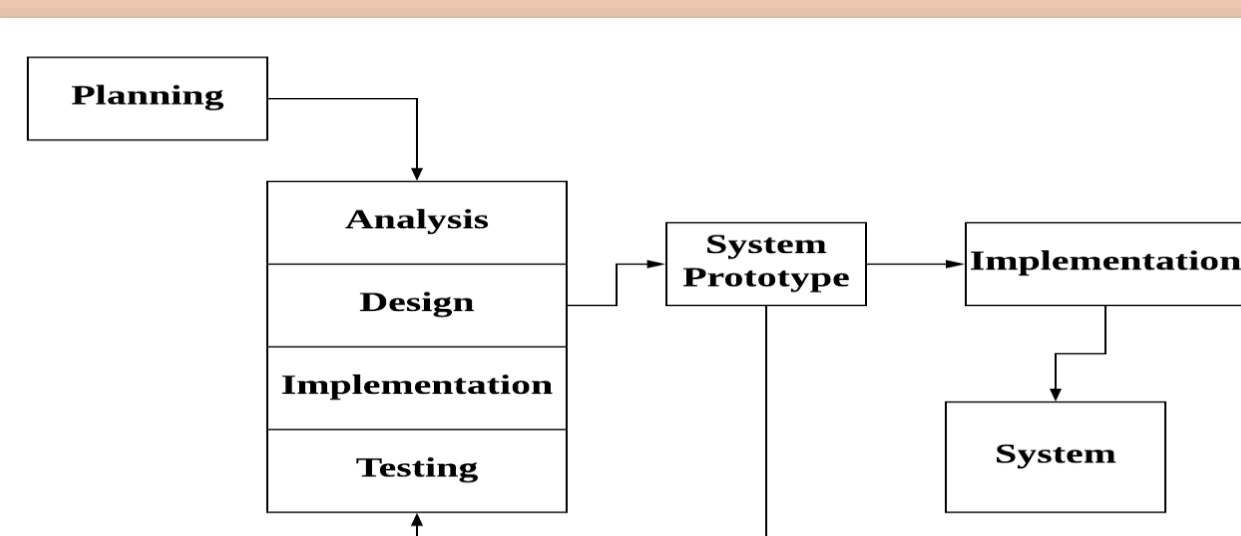 Planning
Analysis
Design
Implementation
Testing
System
Prototype
Implementation
System